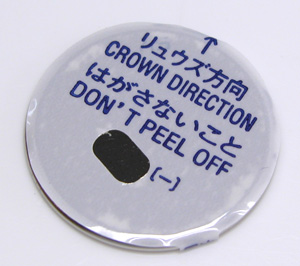 ↑
リュウズ方向
CROWN DIRECTION
はがさないこと
DON'T PEEL OFF
(-)